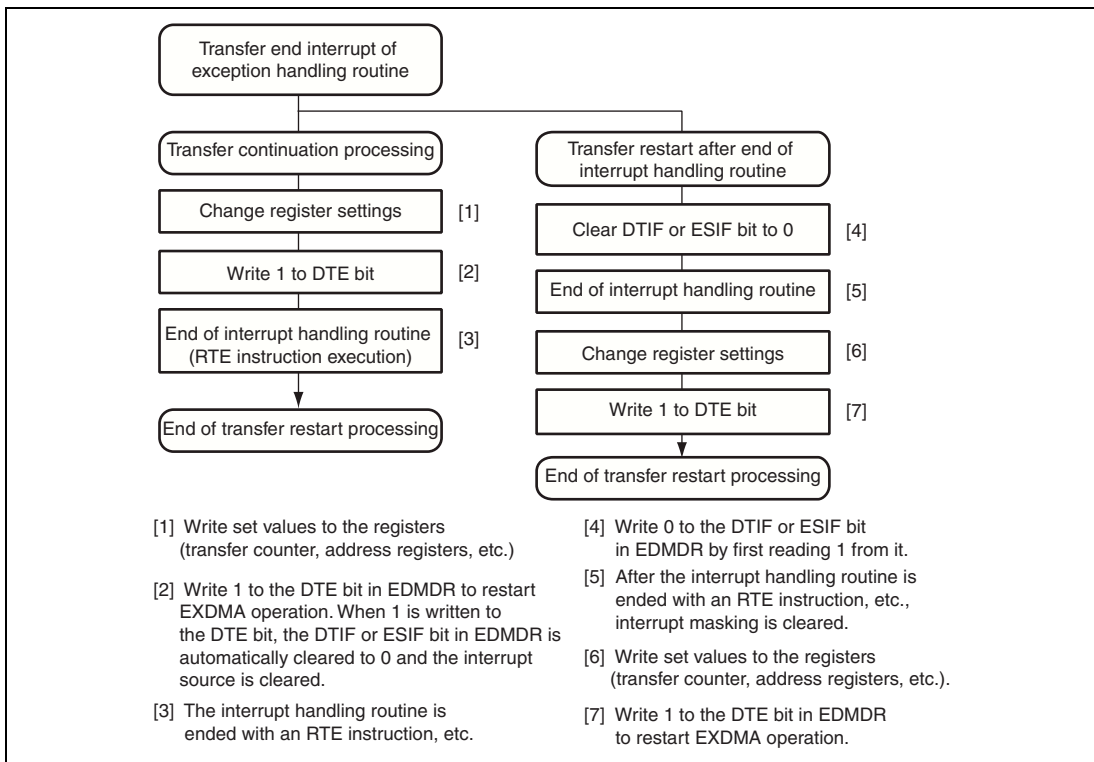 Transfer end interrupt of
exception handling routine
Transfer continuation processing
Change register settings [1]
Write 1 to DTE bit [2]
End of interrupt handling routine
(RTE instruction execution) [3]
End of transfer restart processing
Transfer restart after end of
interrupt handling routine
Clear DTIF or ESIF bit to 0 [4]
End of interrupt handling routine [5]
Change register settings [6]
Write 1 to DTE bit [7]
End of transfer restart processing
[1] Write set values to the registers
(transfer counter, address registers, etc.)
[2] Write 1 to the DTE bit in EDMDR to restart
EXDMA operation. When 1 is written to
the DTE bit, the DTIF or ESIF bit in EDMDR is
automatically cleared to 0 and the interrupt
source is cleared.
[3] The interrupt handling routine is
ended with an RTE instruction, etc.
[4] Write 0 to the DTIF or ESIF bit
in EDMDR by first reading 1 from it.
[5] After the interrupt handling routine is
ended with an RTE instruction, etc.,
interrupt masking is cleared.
[6] Write set values to the registers
(transfer counter, address registers, etc.).
[7] Write 1 to the DTE bit in EDMDR
to restart EXDMA operation.